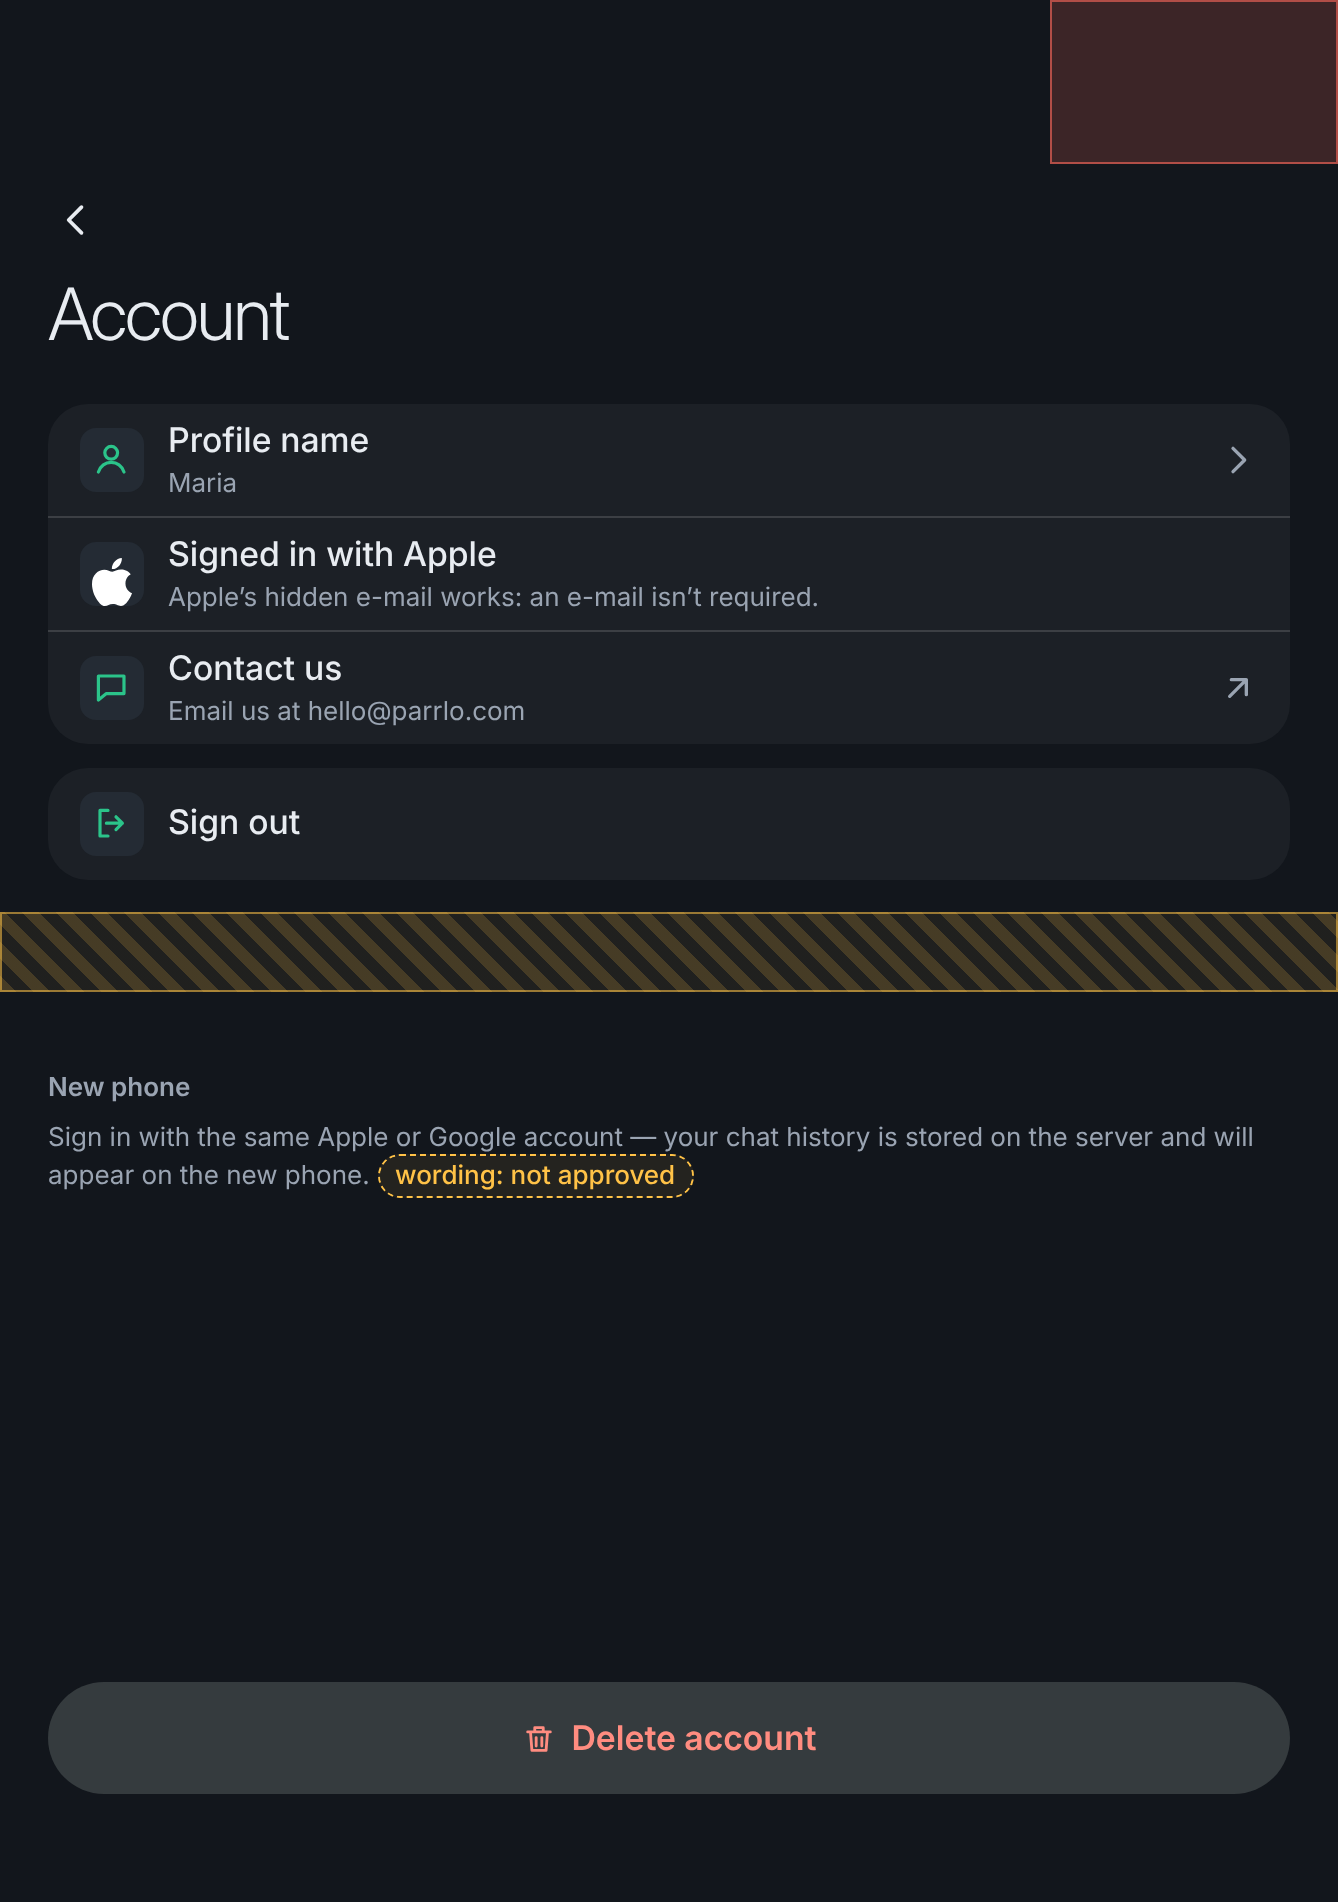 Account
Profile name
Maria
Signed in with Apple
Apple’s hidden e-mail works: an e-mail isn’t required.
Contact us
Email us at hello@parrlo.com
Sign out
New phone
Sign in with the same Apple or Google account — your chat history is stored on the server and will
appear on the new phone. wording: not approved
Delete account